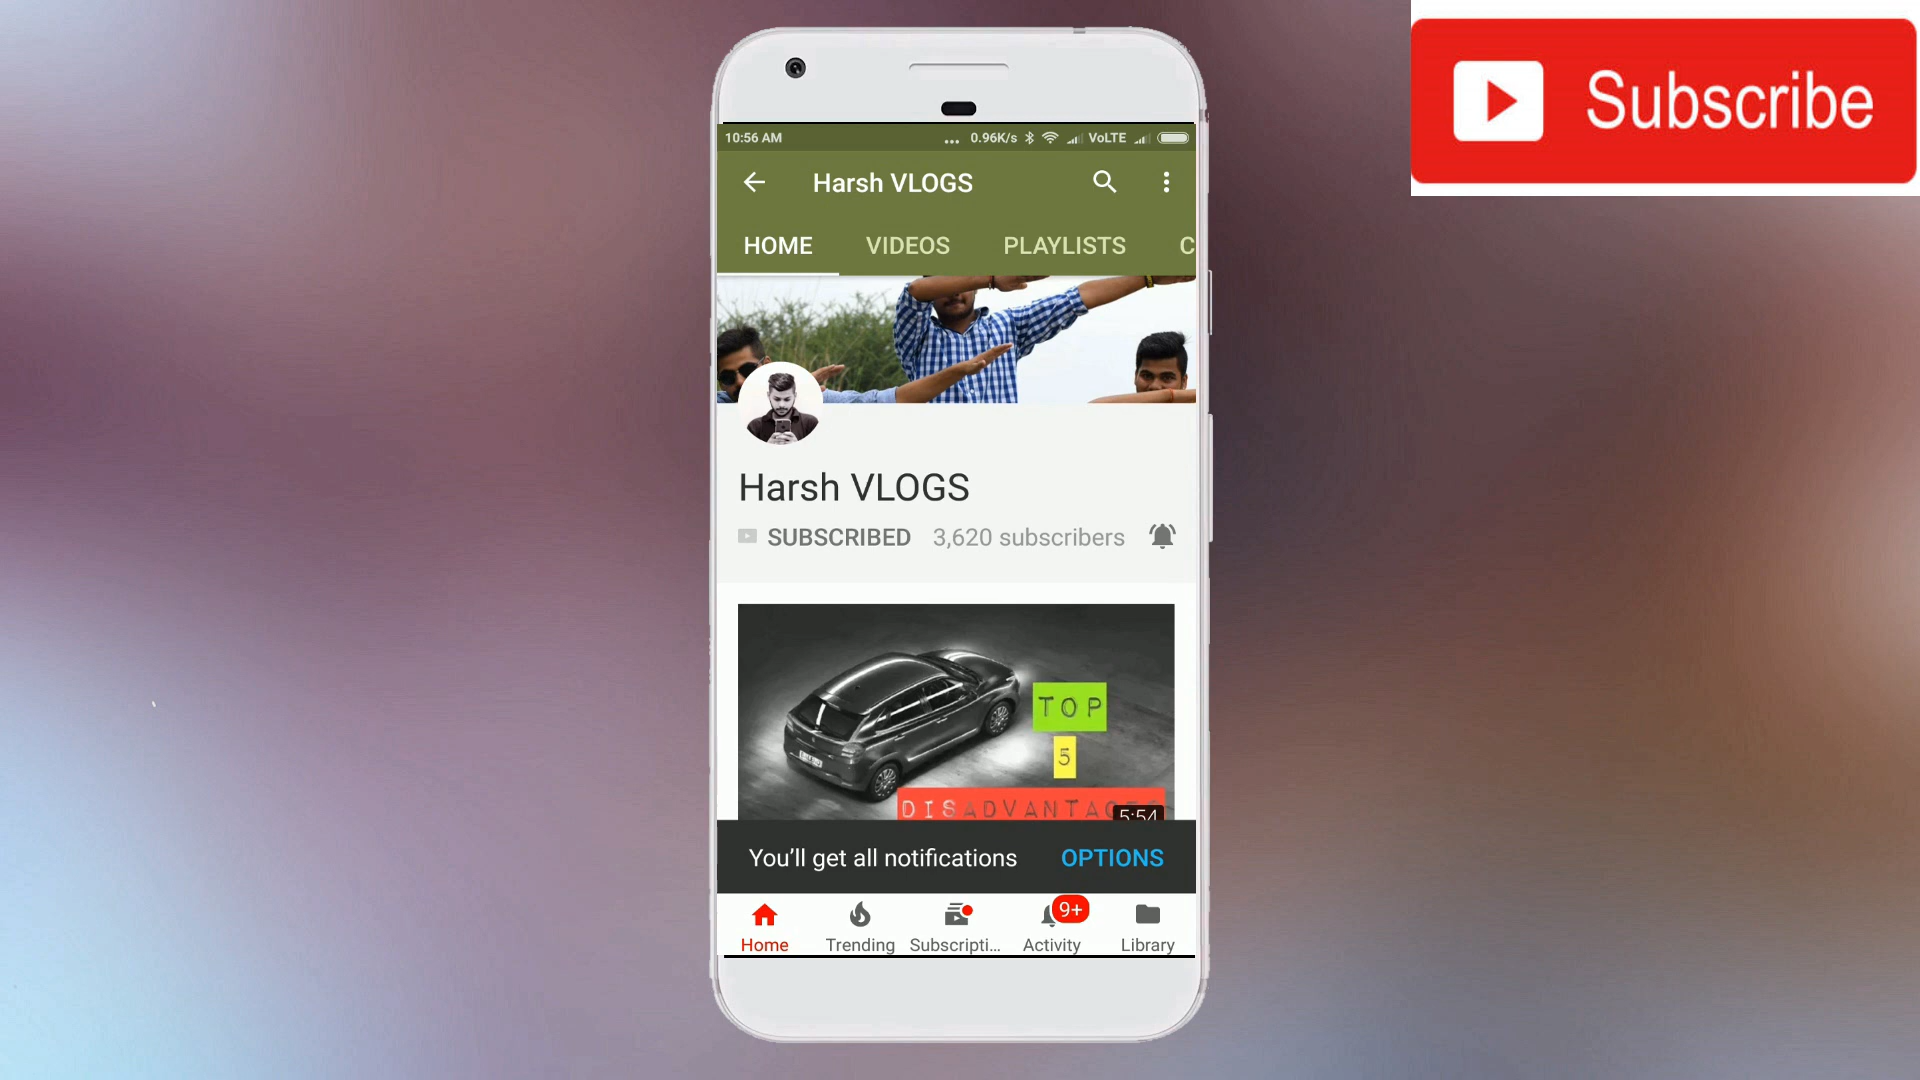 Subscribe
10:56 AM ... 0.96K/s VoLTE
Harsh VLOGS
HOME VIDEOS PLAYLISTS C
Harsh VLOGS
SUBSCRIBED 3,620 subscribers
TOP
5
DISADVANTAGES
5:54
You’ll get all notifications OPTIONS
9+
Home Trending Subscripti... Activity Library